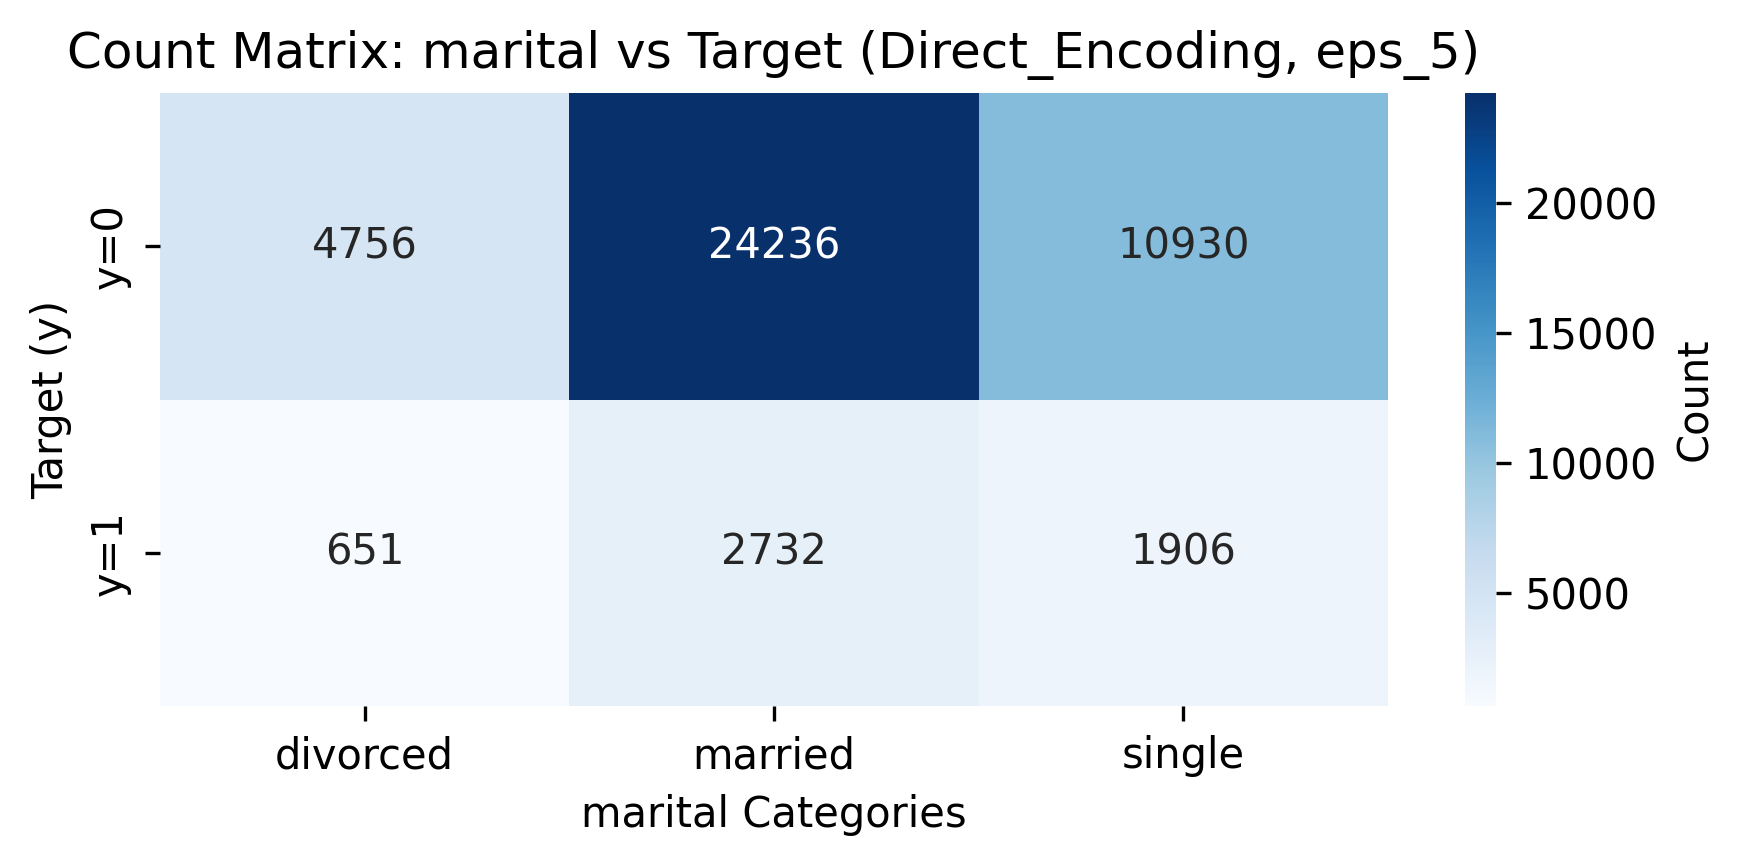 Count Matrix: marital vs Target (Direct_Encoding, eps_5)
Target (y)
y=0
4756 24236 10930
y=1
651 2732 1906
divorced married single
marital Categories
20000
15000
10000
5000
Count